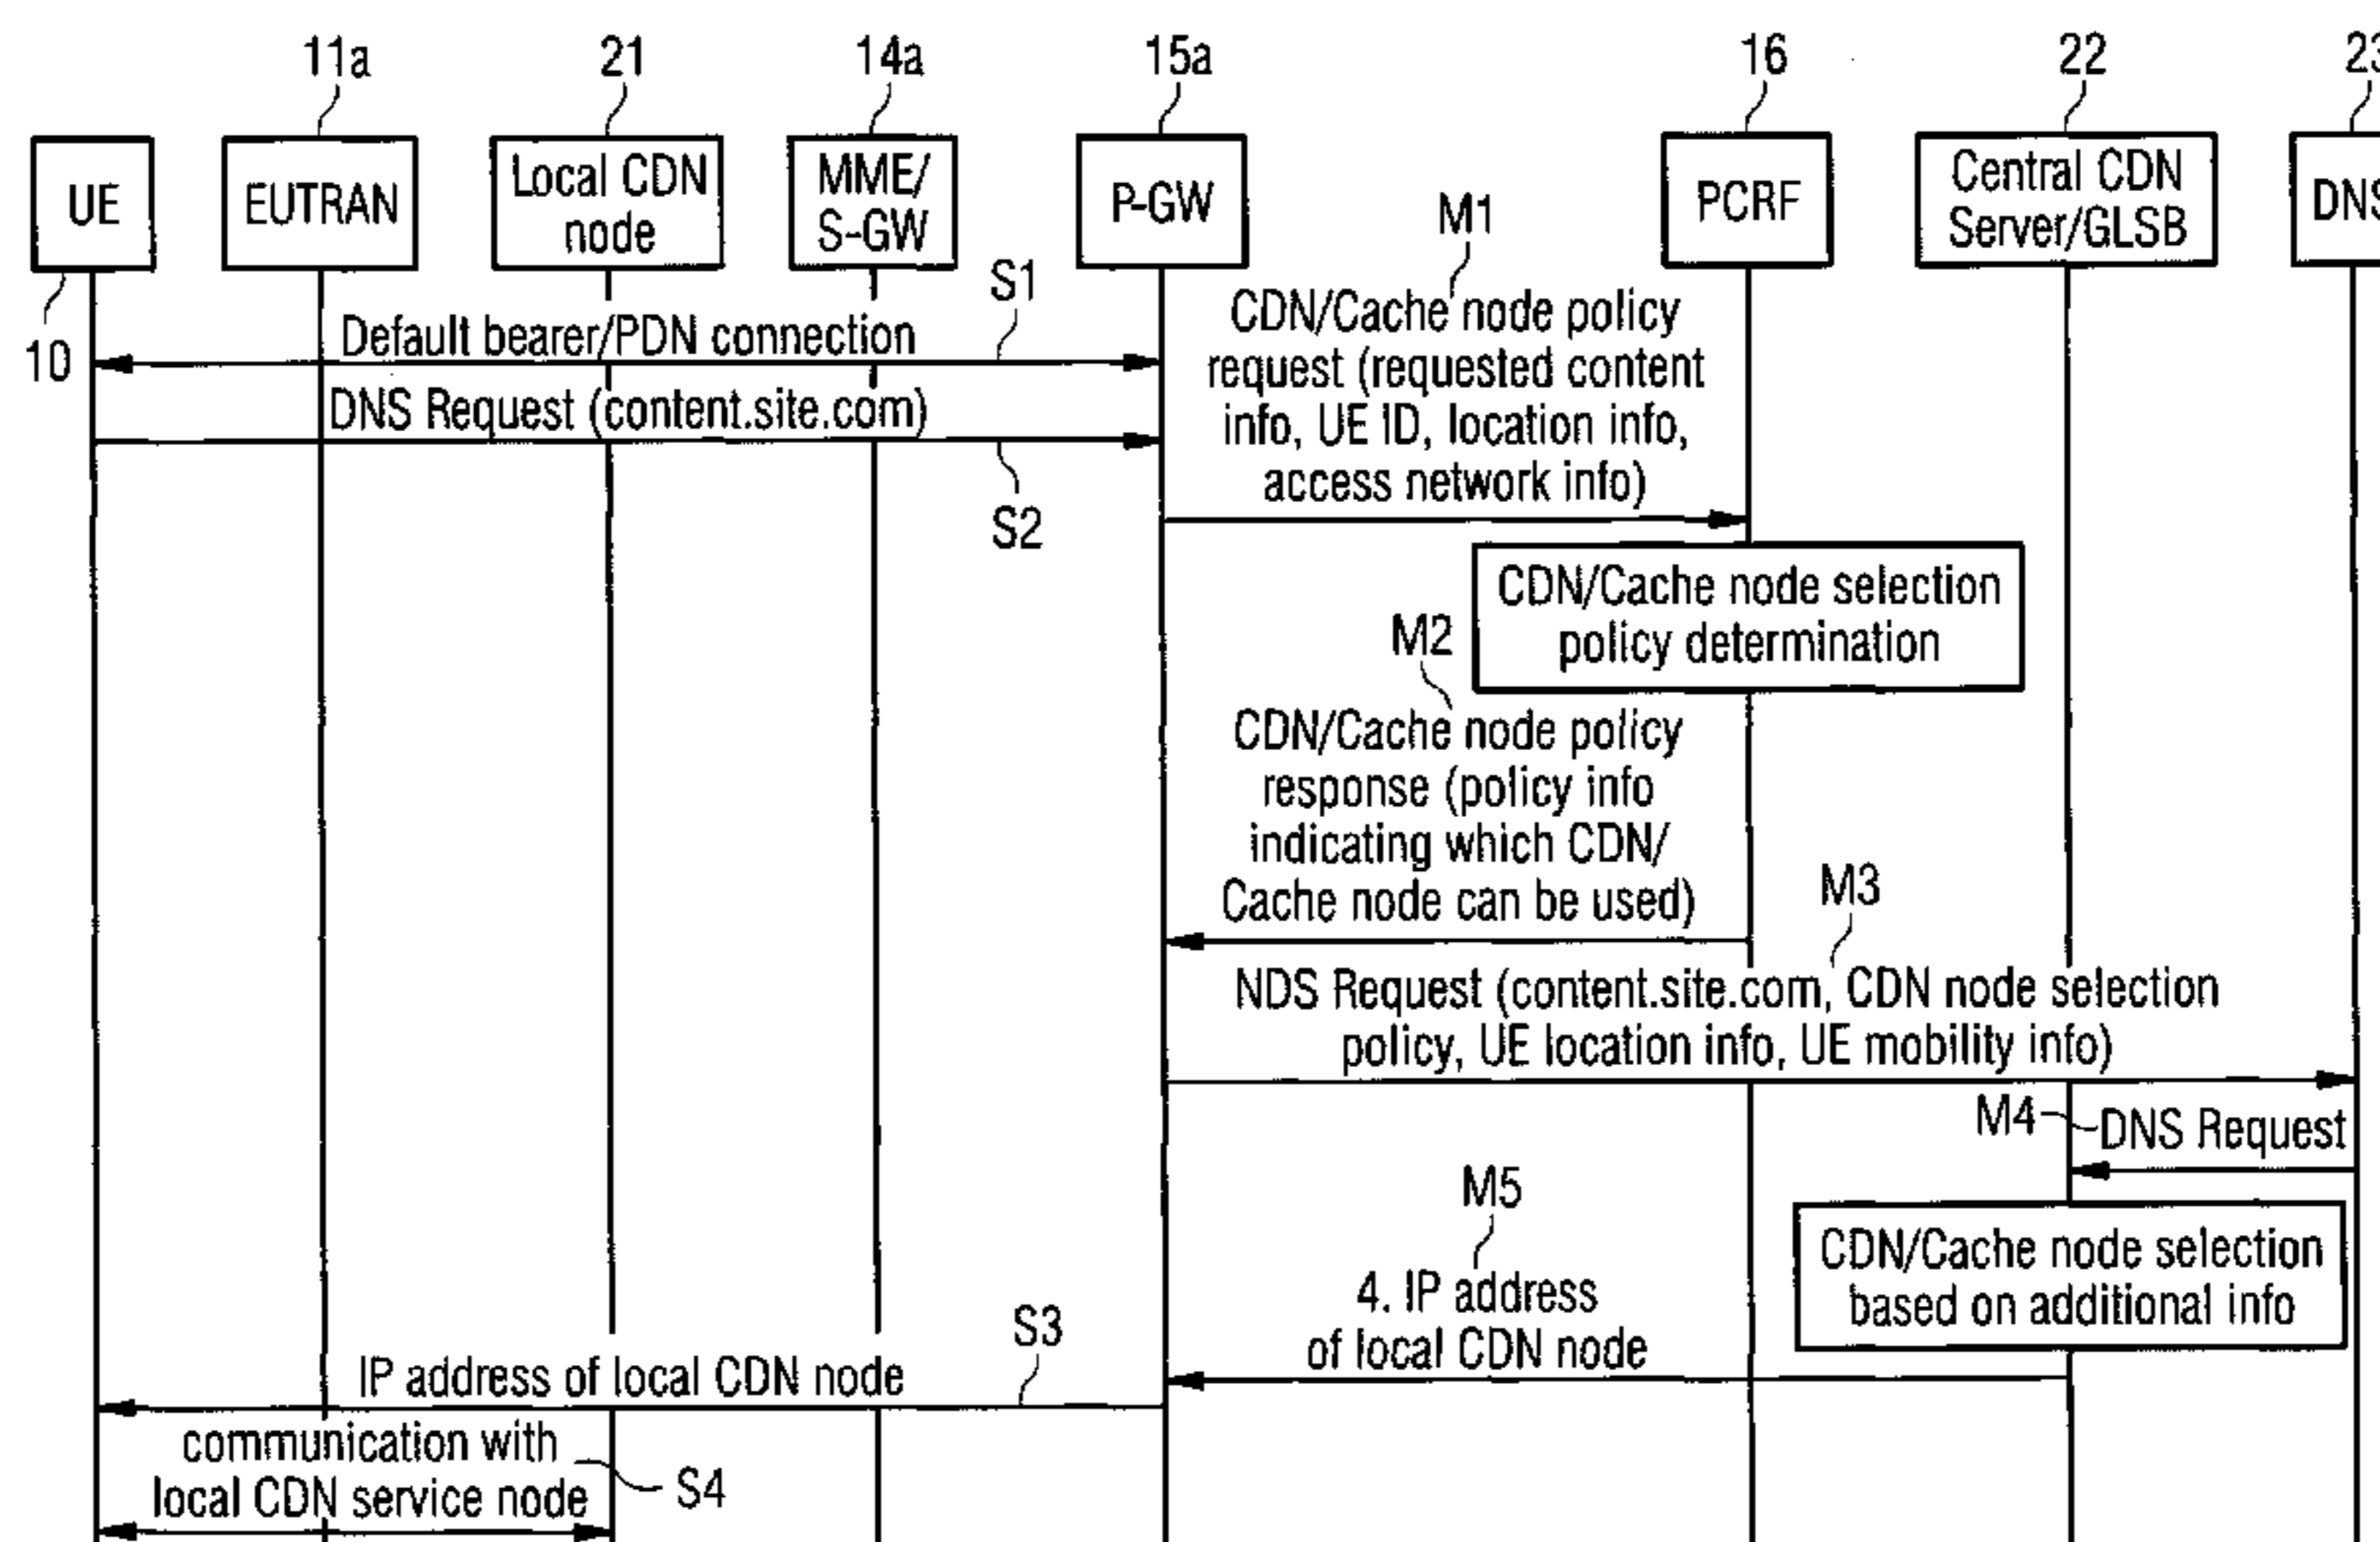 11a
21
14a
15a
16
22
23
UE
EUTRAN
Local CDN
node
MME/
S-GW
P-GW
PCRF
Central CDN
Server/GLSB
DNS
10
S1
Default bearer/PDN connection
DNS Request (content.site.com)
S2
M1
CDN/Cache node policy
request (requested content
info, UE ID, location info,
access network info)
CDN/Cache node selection
policy determination
M2
CDN/Cache node policy
response (policy info
indicating which CDN/
Cache node can be used)
M3
NDS Request (content.site.com, CDN node selection
policy, UE location info, UE mobility info)
M4
DNS Request
M5
4. IP address
of local CDN node
CDN/Cache node selection
based on additional info
S3
IP address of local CDN node
communication with
local CDN service node
S4